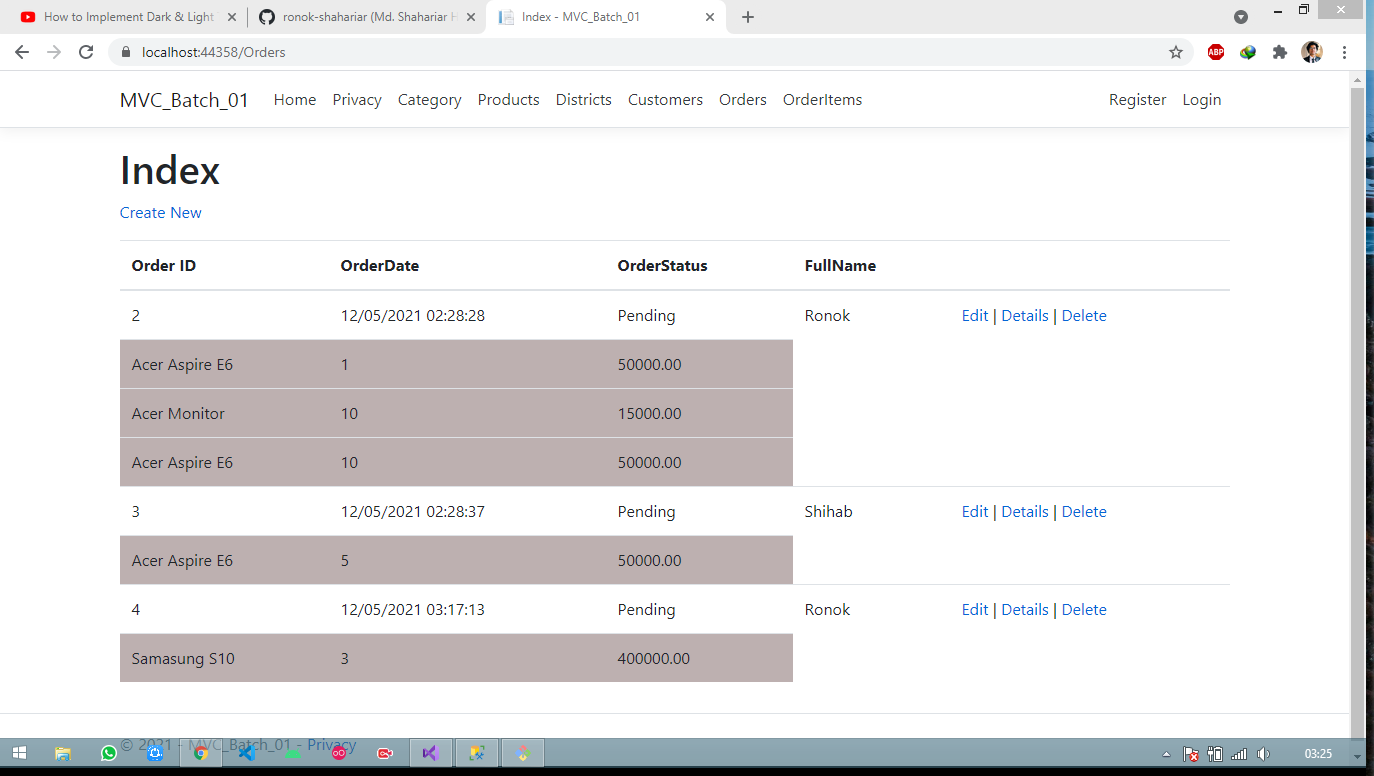 How to Implement Dark & Light
ronok-shahariar (Md. Shahariar H
Index - MVC_Batch_01
localhost:44358/Orders
ABP
MVC_Batch_01 Home Privacy Category Products Districts Customers Orders OrderItems Register Login
Index
Create New
Order ID OrderDate OrderStatus FullName
2 12/05/2021 02:28:28 Pending Ronok Edit | Details | Delete
Acer Aspire E6 1 50000.00
Acer Monitor 10 15000.00
Acer Aspire E6 10 50000.00
3 12/05/2021 02:28:37 Pending Shihab Edit | Details | Delete
Acer Aspire E6 5 50000.00
4 12/05/2021 03:17:13 Pending Ronok Edit | Details | Delete
Samasung S10 3 400000.00
© 2021 - MVC_Batch_01 - Privacy
03:25